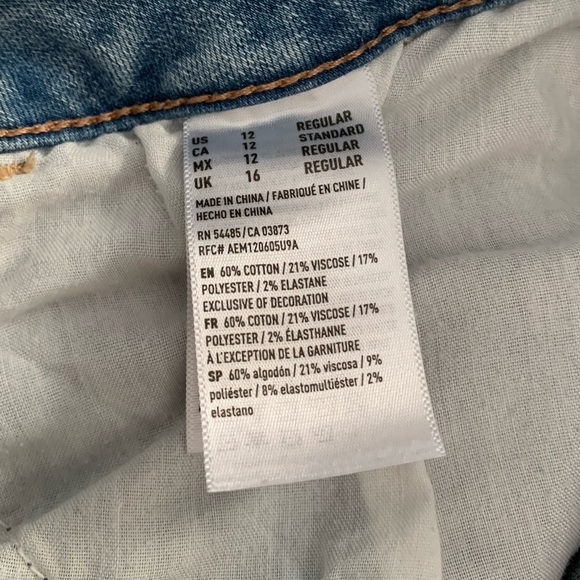 US 12 REGULAR
CA 12 STANDARD
MX 12 REGULAR
UK 16 REGULAR
MADE IN CHINA / FABRIQUÉ EN CHINE /
HECHO EN CHINA
RN 54485/CA 03873
RFC# AEM120605U9A
EN 60% COTTON / 21% VISCOSE / 17%
POLYESTER / 2% ELASTANE
EXCLUSIVE OF DECORATION
FR 60% COTON / 21% VISCOSE / 17%
POLYESTER / 2% ÉLASTHANNE
À L'EXCEPTION DE LA GARNITURE
SP 60% algodón / 21% viscosa / 9%
poliéster / 8% elastomultiéster / 2%
elastano